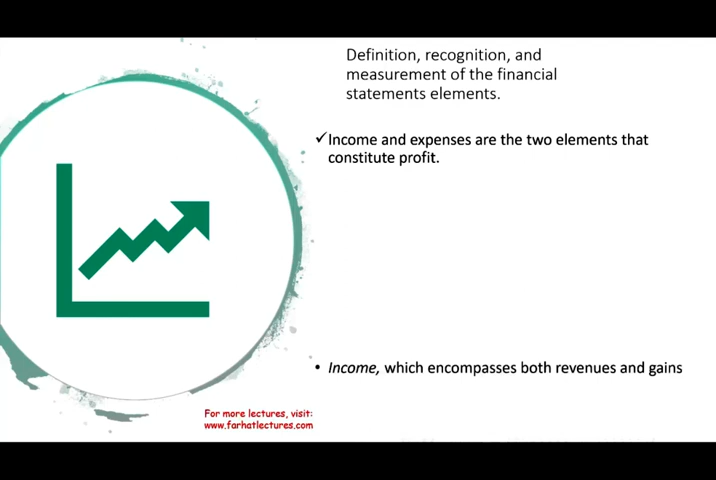 Definition, recognition, and
measurement of the financial
statements elements.
✓Income and expenses are the two elements that
constitute profit.
• Income, which encompasses both revenues and gains
For more lectures, visit:
www.farhatlectures.com